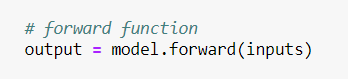 # forward function
output = model.forward(inputs)